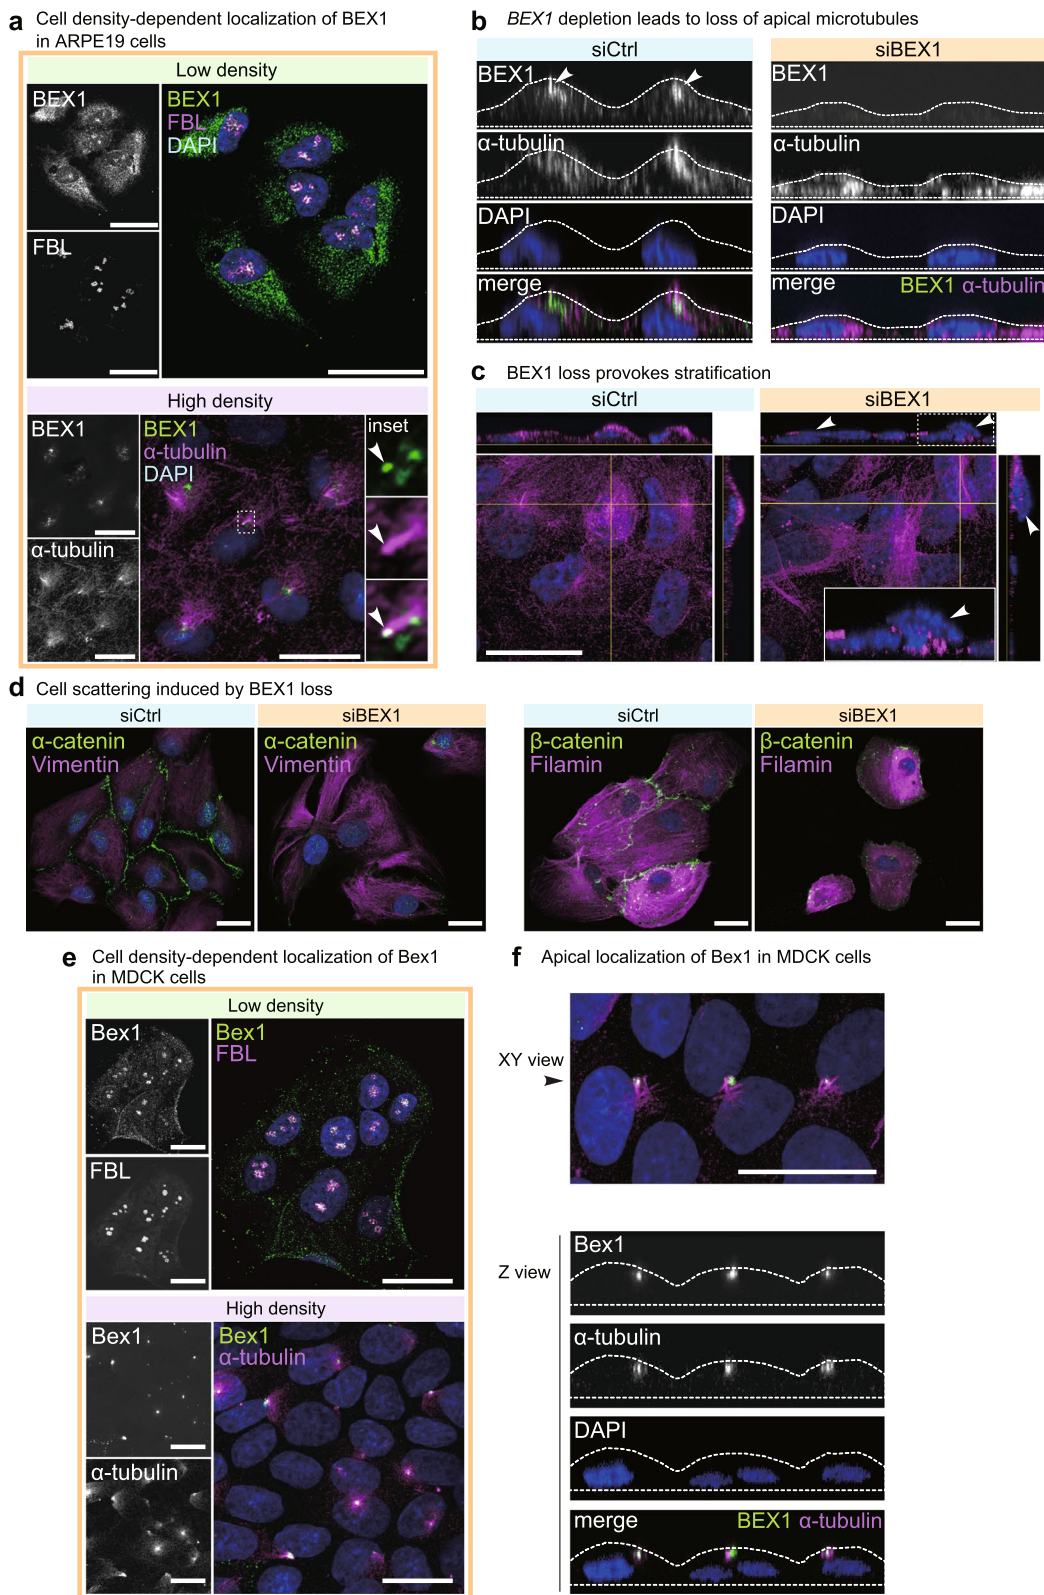 a Cell density-dependent localization of BEX1
in ARPE19 cells
Low density
BEX1
FBL
BEX1
FBL
DAPI
High density
BEX1
α-tubulin
BEX1
α-tubulin
DAPI
inset
b BEX1 depletion leads to loss of apical microtubules
siCtrl
siBEX1
BEX1
BEX1
α-tubulin
α-tubulin
DAPI
DAPI
merge
merge
BEX1 α-tubulin
c BEX1 loss provokes stratification
siCtrl
siBEX1
d Cell scattering induced by BEX1 loss
siCtrl
siBEX1
siCtrl
siBEX1
α-catenin
Vimentin
α-catenin
Vimentin
β-catenin
Filamin
β-catenin
Filamin
e Cell density-dependent localization of Bex1
in MDCK cells
Low density
Bex1
FBL
Bex1
FBL
High density
Bex1
α-tubulin
Bex1
α-tubulin
f Apical localization of Bex1 in MDCK cells
XY view
Z view
Bex1
α-tubulin
DAPI
merge
BEX1 α-tubulin